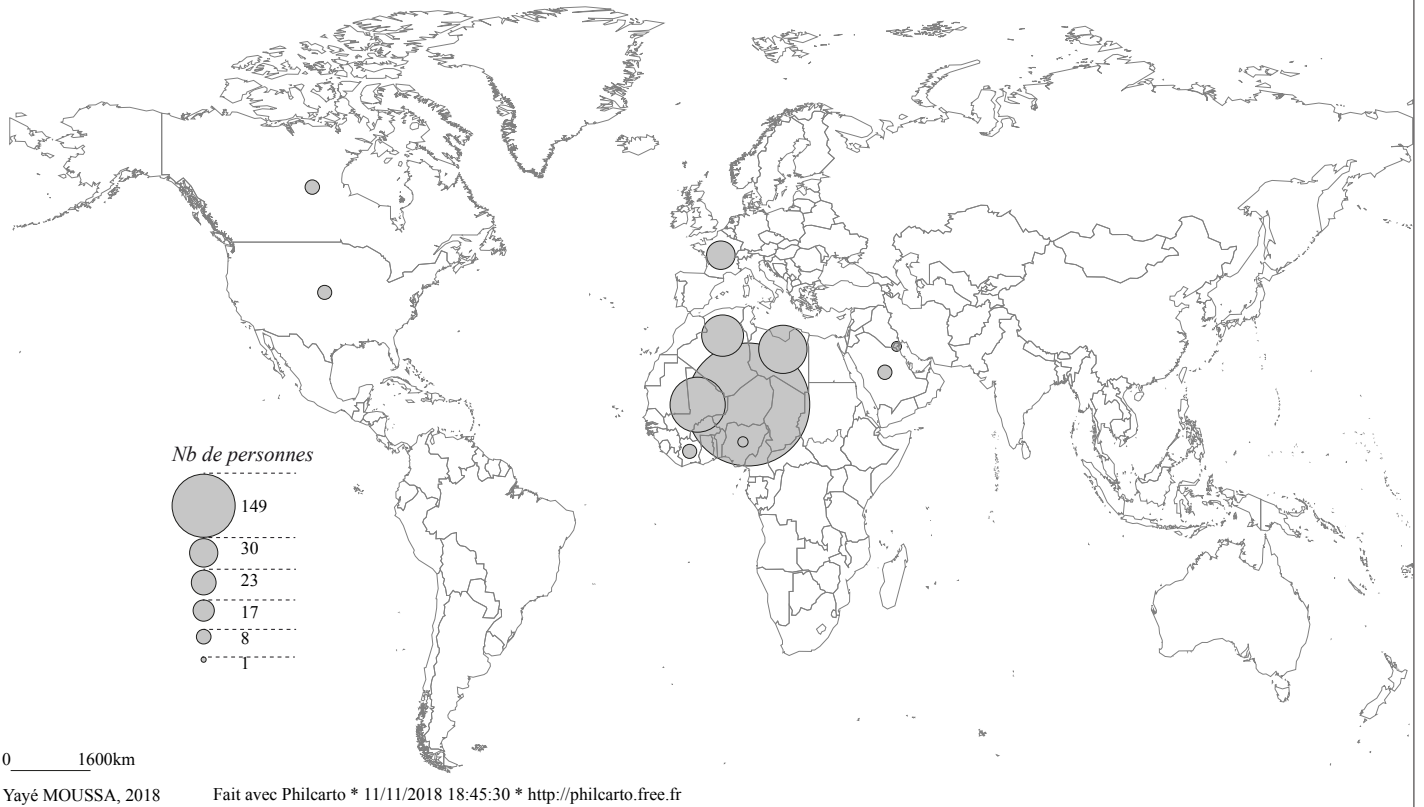 Nb de personnes
149
30
23
17
8
1
0 1600km
Yayé MOUSSA, 2018 Fait avec Philcarto * 11/11/2018 18:45:30 * http://philcarto.free.fr